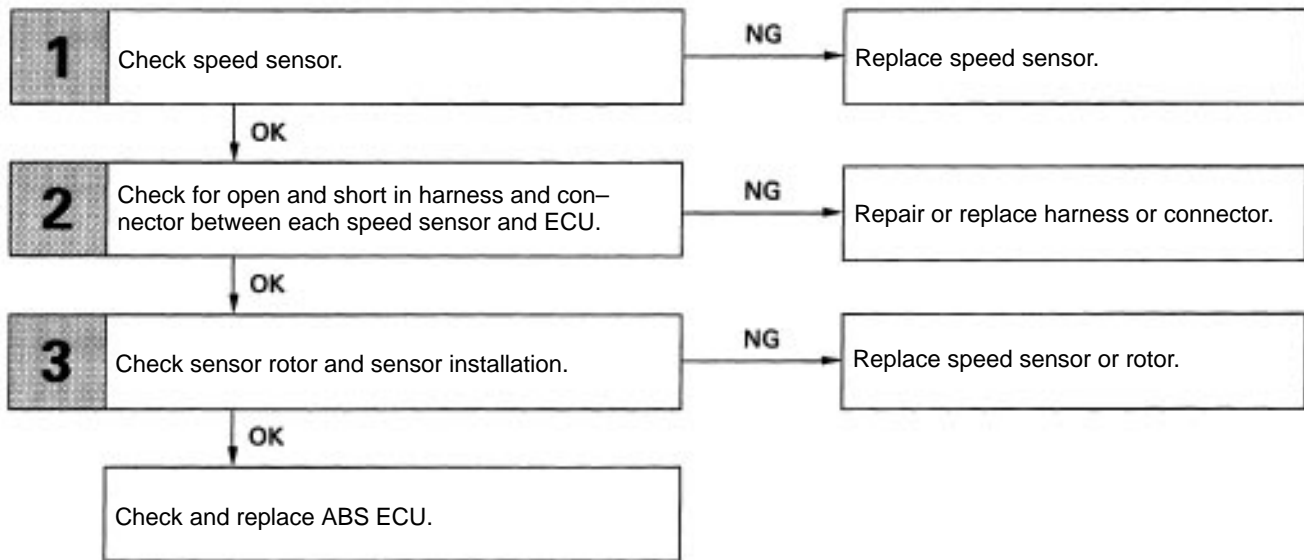 1
Check speed sensor.
NG
Replace speed sensor.
OK
2
Check for open and short in harness and con–
nector between each speed sensor and ECU.
NG
Repair or replace harness or connector.
OK
3
Check sensor rotor and sensor installation.
NG
Replace speed sensor or rotor.
OK
Check and replace ABS ECU.